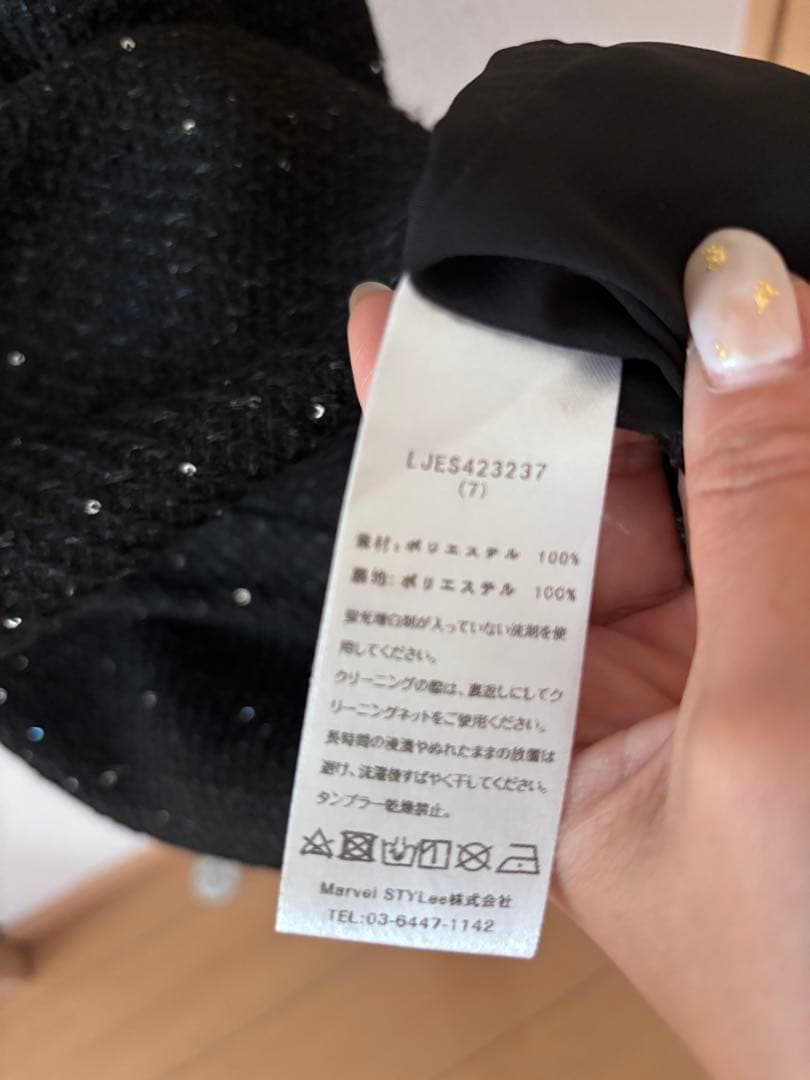 LJES423237
(7)
素材:ポリエステル 100%
裏地:ポリエステル 100%
蛍光増白剤が入っていない洗剤を使
用してください。
クリーニングの際は、裏返しにしてク
リーニングネットをご使用ください。
長時間の浸漬やぬれたままの放置は
避け、洗濯後すばやく干してください。
タンブラー乾燥禁止。
Marvel STYLee株式会社
TEL:03-6447-1142